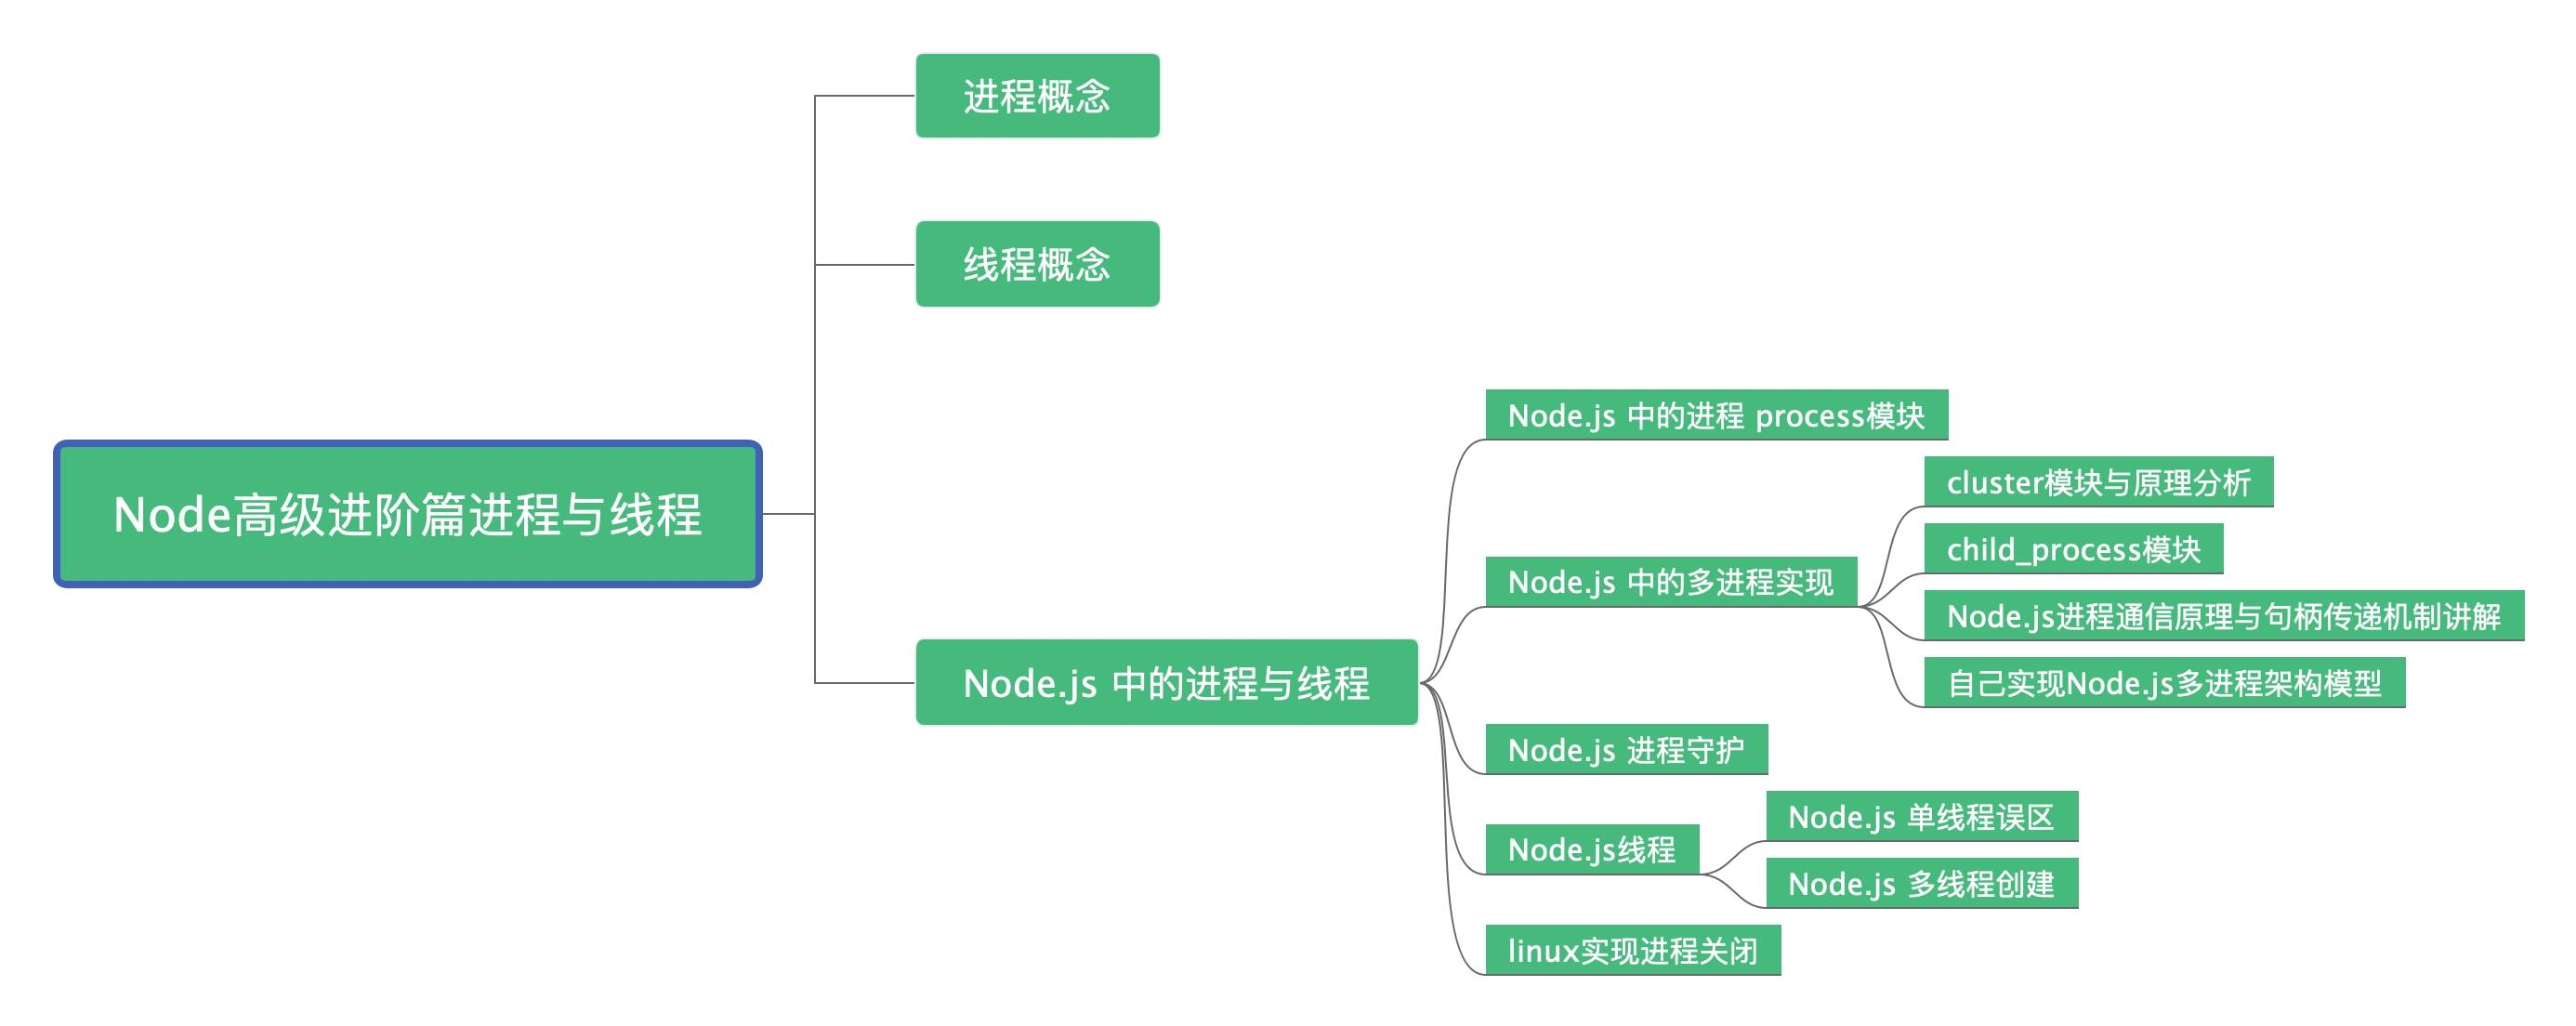 进程概念
线程概念
Node高级进阶篇进程与线程
Node.js 中的进程与线程
Node.js 中的进程 process模块
Node.js 中的多进程实现
cluster模块与原理分析
child_process模块
Node.js进程通信原理与句柄传递机制讲解
自己实现Node.js多进程架构模型
Node.js 进程守护
Node.js线程
Node.js 单线程误区
Node.js 多线程创建
linux实现进程关闭